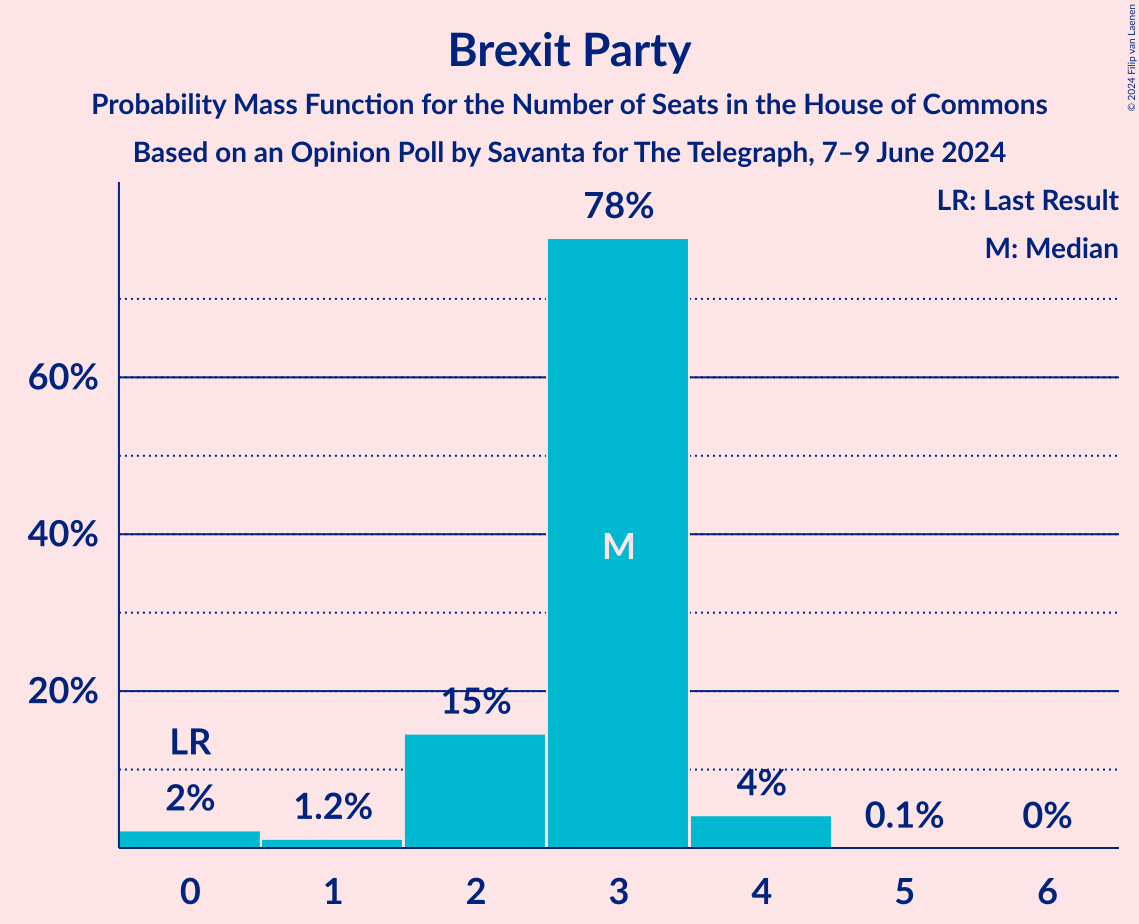 Brexit Party
Probability Mass Function for the Number of Seats in the House of Commons
Based on an Opinion Poll by Savanta for The Telegraph, 7–9 June 2024
© 2024 Filip van Laenen
LR: Last Result
M: Median
78%
60%
40%
20%
M
15%
LR
2%
1.2%
4%
0.1%
0%
0 1 2 3 4 5 6